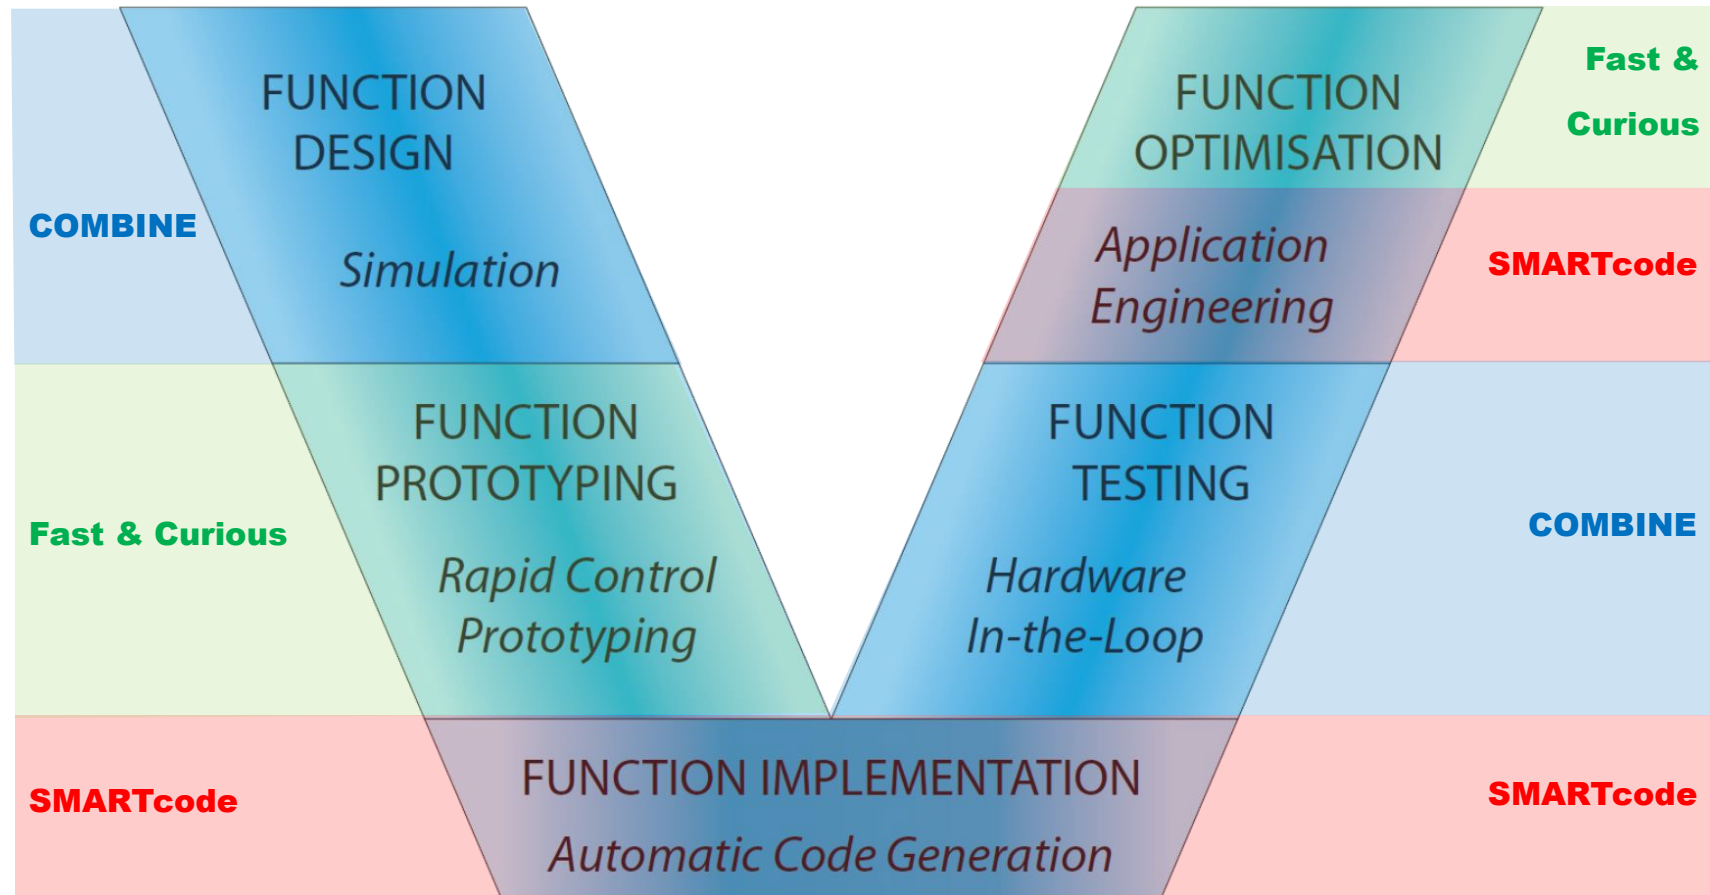 COMBINE
FUNCTION
DESIGN
Simulation
Fast & Curious
FUNCTION
PROTOTYPING
Rapid Control
Prototyping
SMARTcode
FUNCTION IMPLEMENTATION
Automatic Code Generation
SMARTcode
FUNCTION
TESTING
Hardware
In-the-Loop
COMBINE
FUNCTION
OPTIMISATION
Fast &
Curious
Application
Engineering
SMARTcode